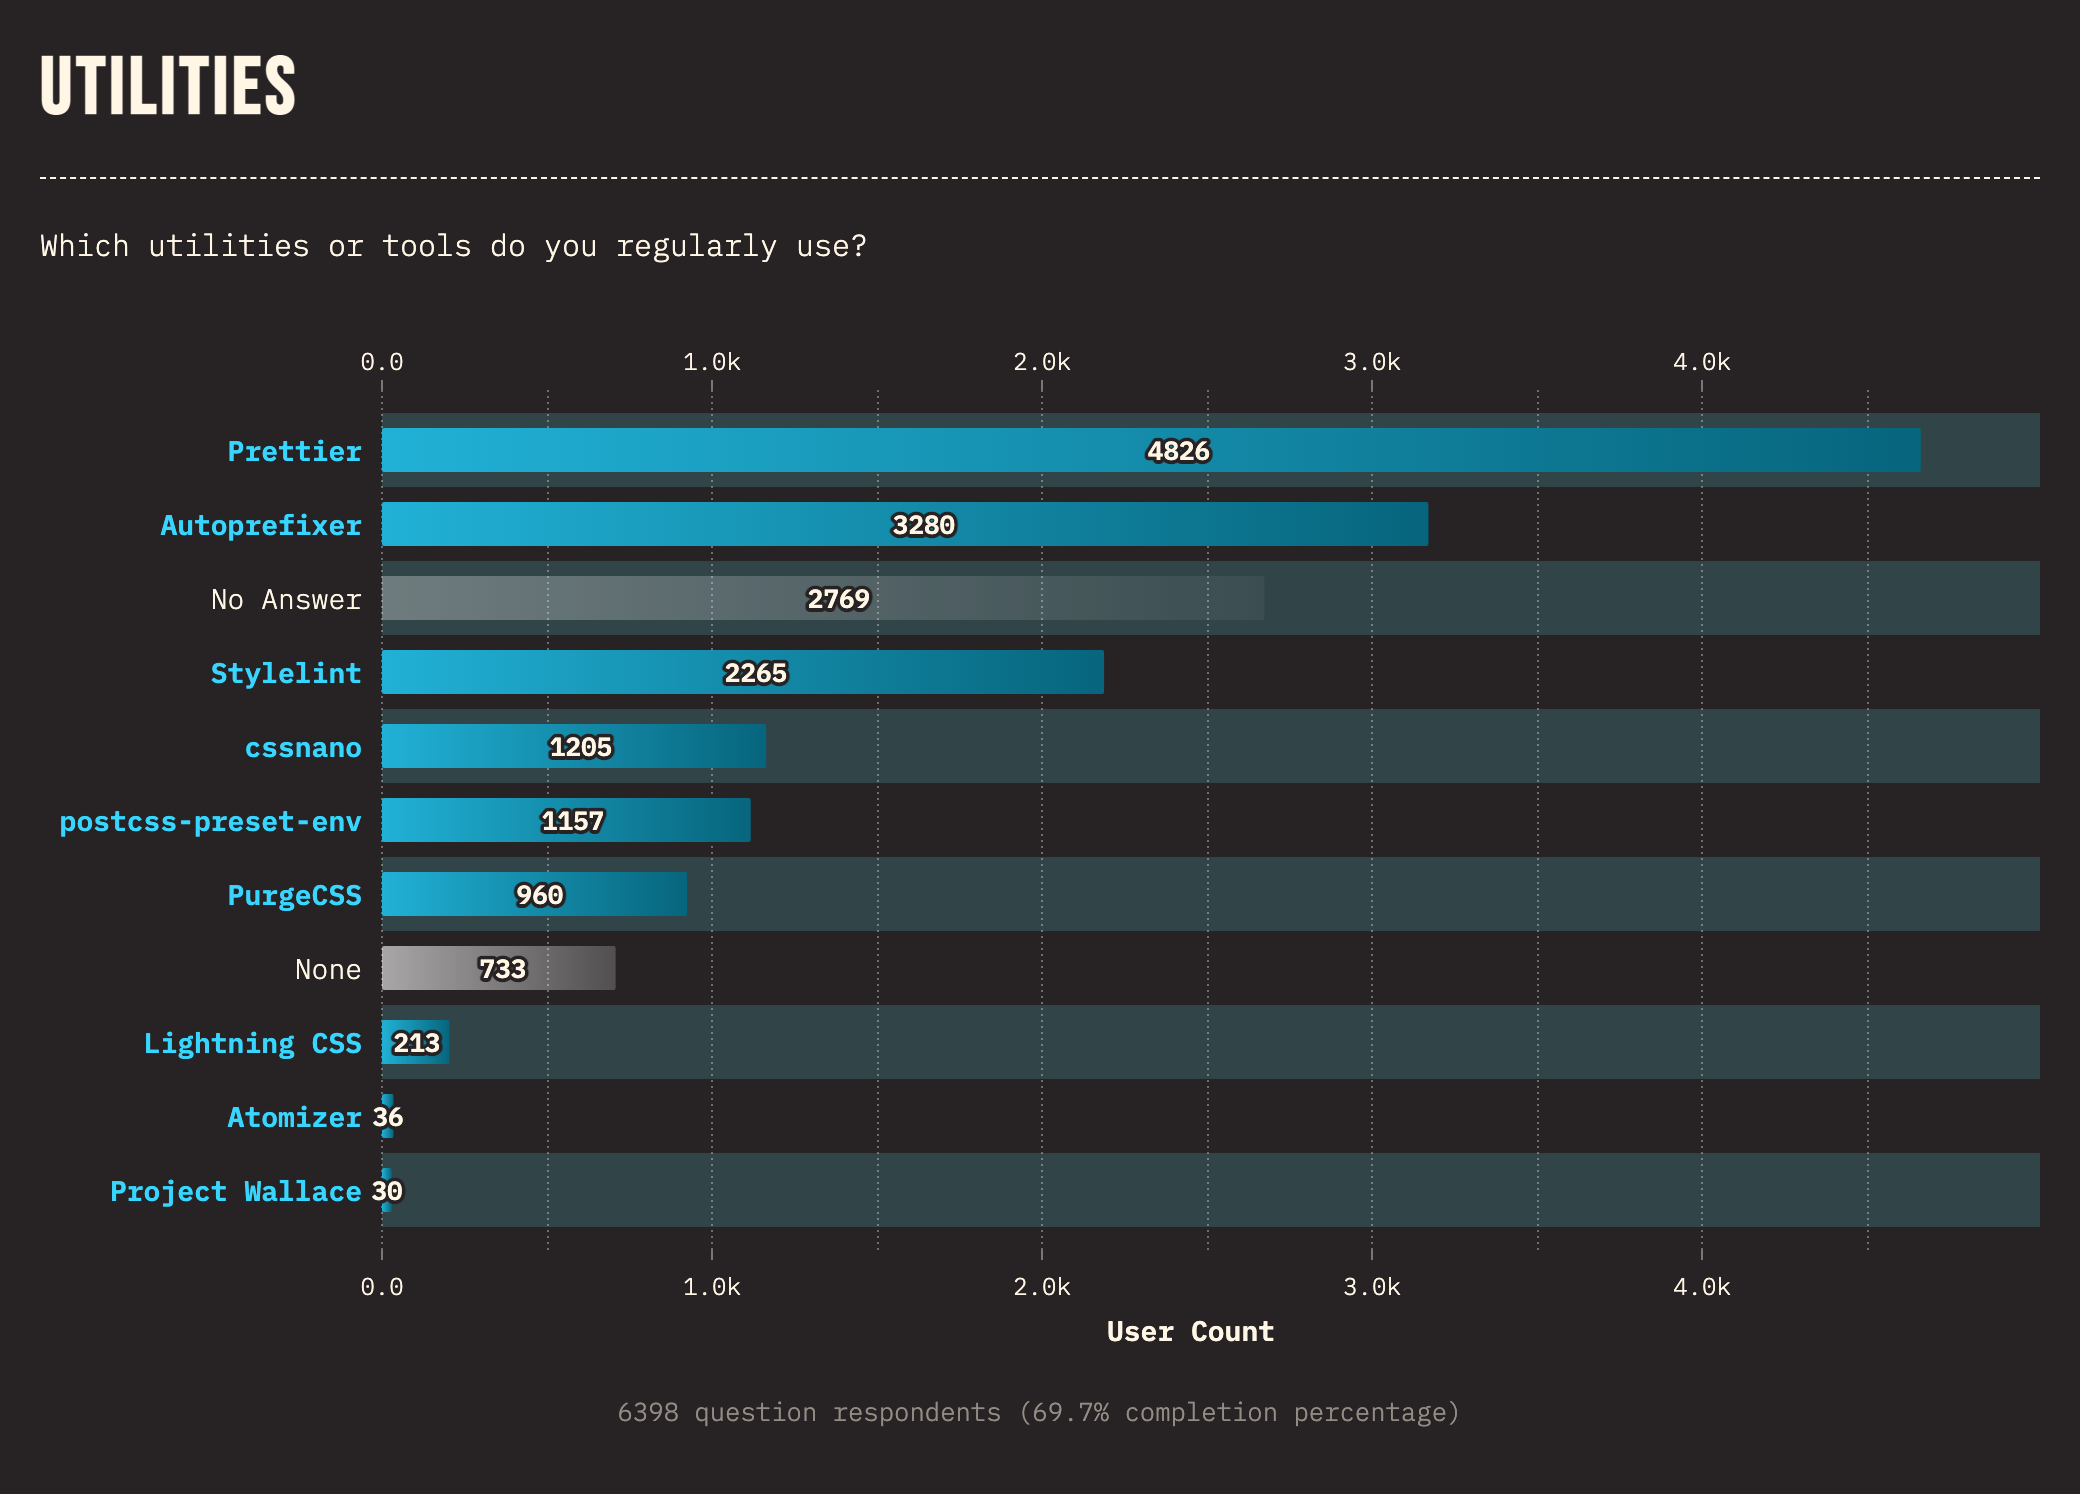 UTILITIES
Which utilities or tools do you regularly use?
0.0 1.0k 2.0k 3.0k 4.0k
Prettier 4826
Autoprefixer 3280
No Answer 2769
Stylelint 2265
cssnano 1205
postcss-preset-env 1157
PurgeCSS 960
None 733
Lightning CSS 213
Atomizer 36
Project Wallace 30
0.0 1.0k 2.0k 3.0k 4.0k
User Count
6398 question respondents (69.7% completion percentage)